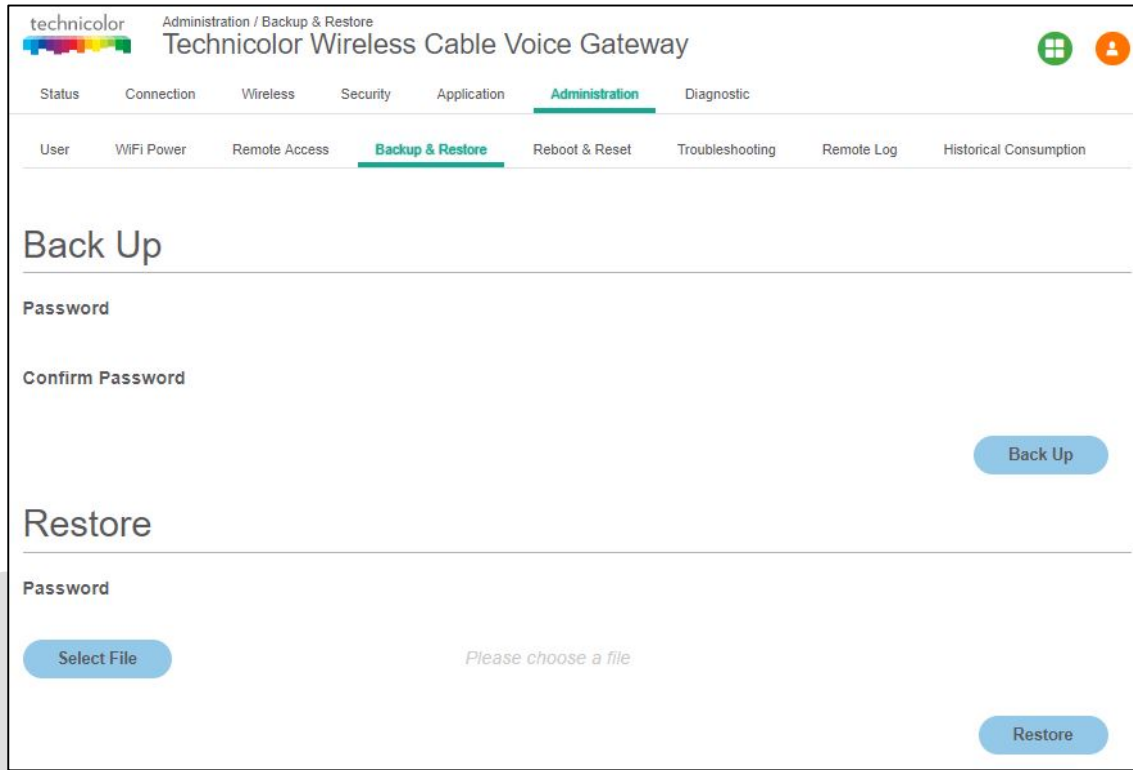 technicolor
Administration / Backup & Restore
Technicolor Wireless Cable Voice Gateway
Status Connection Wireless Security Application Administration Diagnostic
User WiFi Power Remote Access Backup & Restore Reboot & Reset Troubleshooting Remote Log Historical Consumption
Back Up
Password
Confirm Password
Back Up
Restore
Password
Select File Please choose a file
Restore